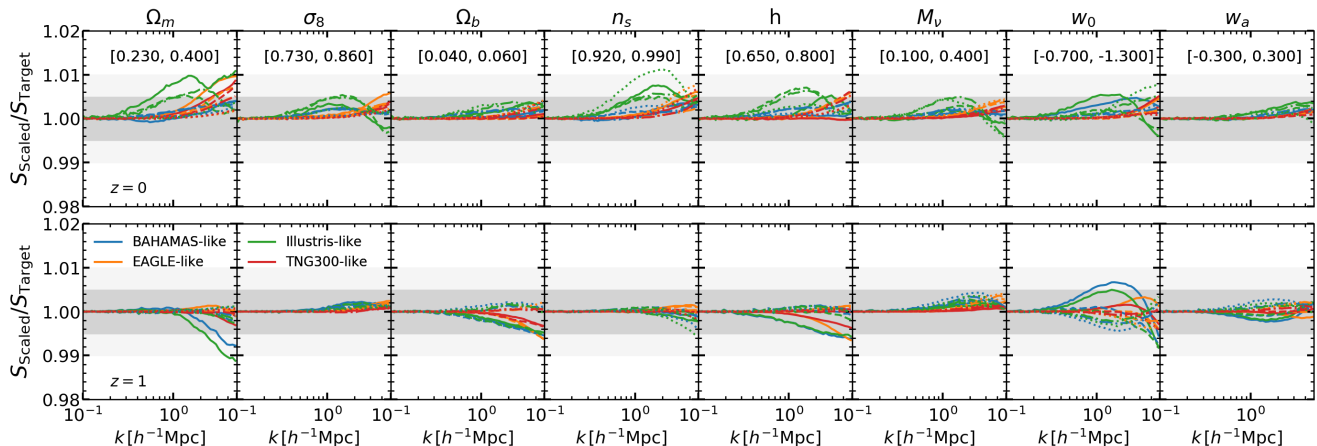 Ω_m σ_8 Ω_b n_s h M_ν w_0 w_a
1.02
[0.230, 0.400] [0.730, 0.860] [0.040, 0.060] [0.920, 0.990] [0.650, 0.800] [0.100, 0.400] [-0.700, -1.300] [-0.300, 0.300]
1.01
S_Scaled/S_Target
1.00
0.99
z = 0
0.98
1.02
BAHAMAS-like Illustris-like
EAGLE-like TNG300-like
1.01
S_Scaled/S_Target
1.00
0.99
z = 1
0.98
10^−1 10^0 10^−1 10^0 10^−1 10^0 10^−1 10^0 10^−1 10^0 10^−1 10^0 10^−1 10^0 10^−1 10^0
k [h^−1Mpc] k [h^−1Mpc] k [h^−1Mpc] k [h^−1Mpc] k [h^−1Mpc] k [h^−1Mpc] k [h^−1Mpc] k [h^−1Mpc]